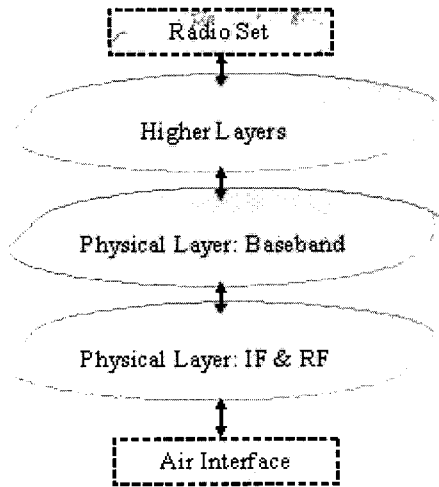 Radio Set
Higher Layers
Physical Layer: Baseband
Physical Layer: IF & RF
Air Interface